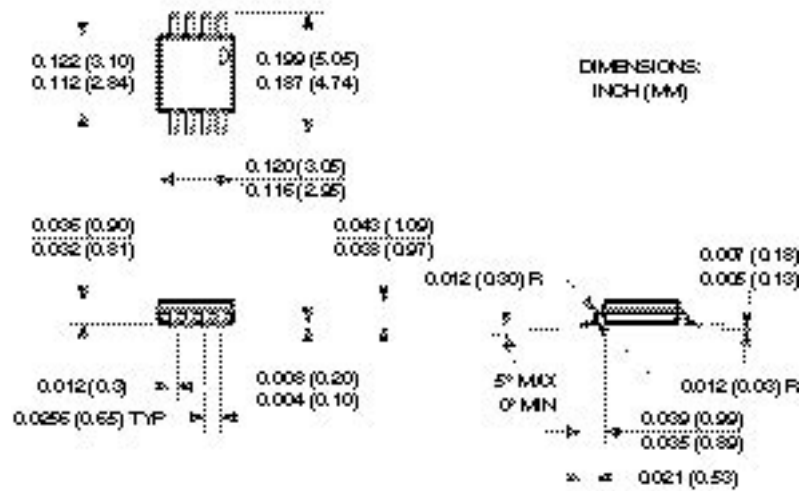 0.122 (3.10)
0.112 (2.84)
0.199 (5.05)
0.187 (4.74)
DIMENSIONS:
INCH (MM)
0.120 (3.05)
0.116 (2.95)
0.036 (0.90)
0.032 (0.81)
0.043 (1.09)
0.038 (0.97)
0.007 (0.18)
0.005 (0.13)
0.012 (0.30) R
0.012 (0.3)
0.0256 (0.65) TYP
0.008 (0.20)
0.004 (0.10)
5° MAX
0° MIN
0.012 (0.03) R
0.039 (0.99)
0.035 (0.89)
0.021 (0.53)